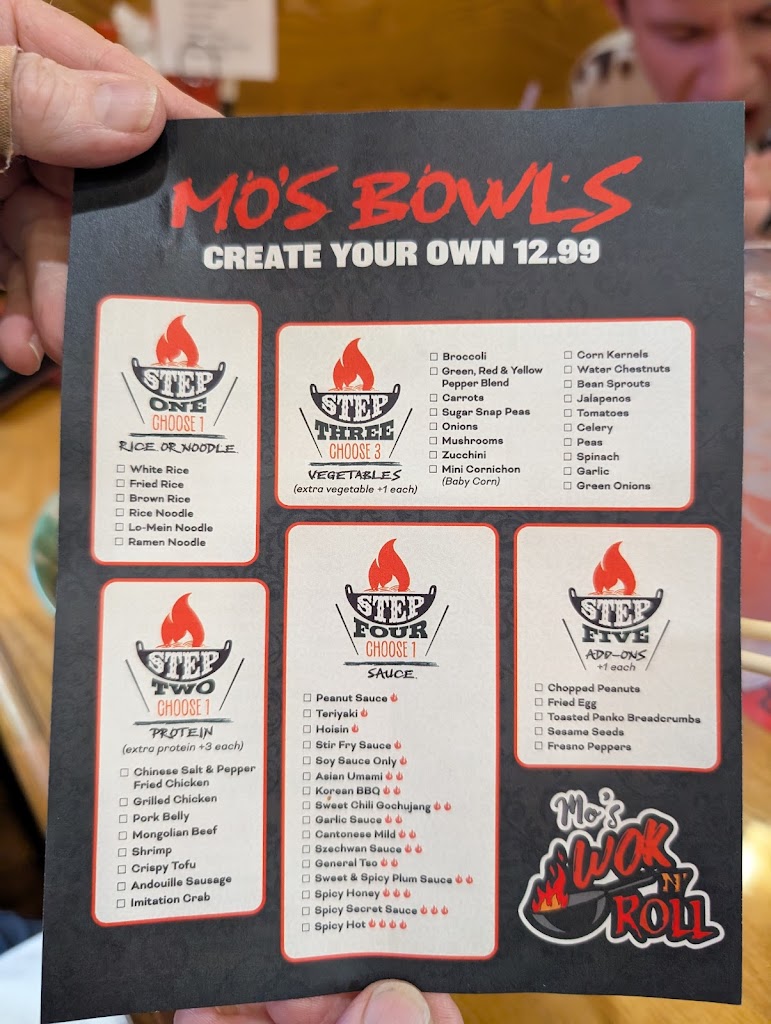 MO'S BOWLS
CREATE YOUR OWN 12.99
STEP
ONE
CHOOSE 1
RICE OR NOODLE
White Rice
Fried Rice
Brown Rice
Rice Noodle
Lo-Mein Noodle
Ramen Noodle
STEP
TWO
CHOOSE 1
PROTEIN
(extra protein +3 each)
Chinese Salt & Pepper
Fried Chicken
Grilled Chicken
Pork Belly
Mongolian Beef
Shrimp
Crispy Tofu
Andouille Sausage
Imitation Crab
STEP
THREE
CHOOSE 3
VEGETABLES
(extra vegetable +1 each)
Broccoli
Green, Red & Yellow
Pepper Blend
Carrots
Sugar Snap Peas
Onions
Mushrooms
Zucchini
Mini Cornichon
(Baby Corn)
Corn Kernels
Water Chestnuts
Bean Sprouts
Jalapenos
Tomatoes
Celery
Peas
Spinach
Garlic
Green Onions
STEP
FOUR
CHOOSE 1
SAUCE
Peanut Sauce
Teriyaki
Hoisin
Stir Fry Sauce
Soy Sauce Only
Asian Umami
Korean BBQ
Sweet Chili Gochujang
Garlic Sauce
Cantonese Mild
Szechwan Sauce
General Tso
Sweet & Spicy Plum Sauce
Spicy Honey
Spicy Secret Sauce
Spicy Hot
STEP
FIVE
ADD-ONS
+1 each
Chopped Peanuts
Fried Egg
Toasted Panko Breadcrumbs
Sesame Seeds
Fresno Peppers
Mo's
WOK
N'
ROLL